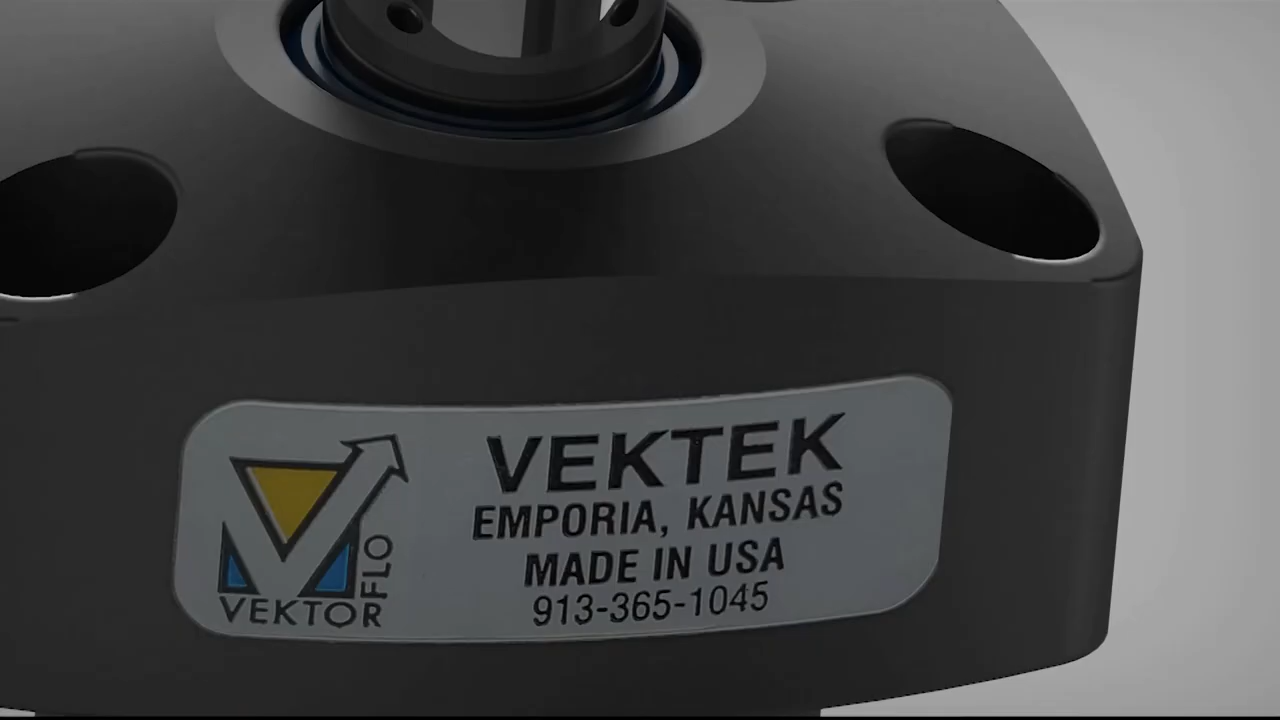 VEKTOR
FLO
VEKTEK
EMPORIA, KANSAS
MADE IN USA
913-365-1045